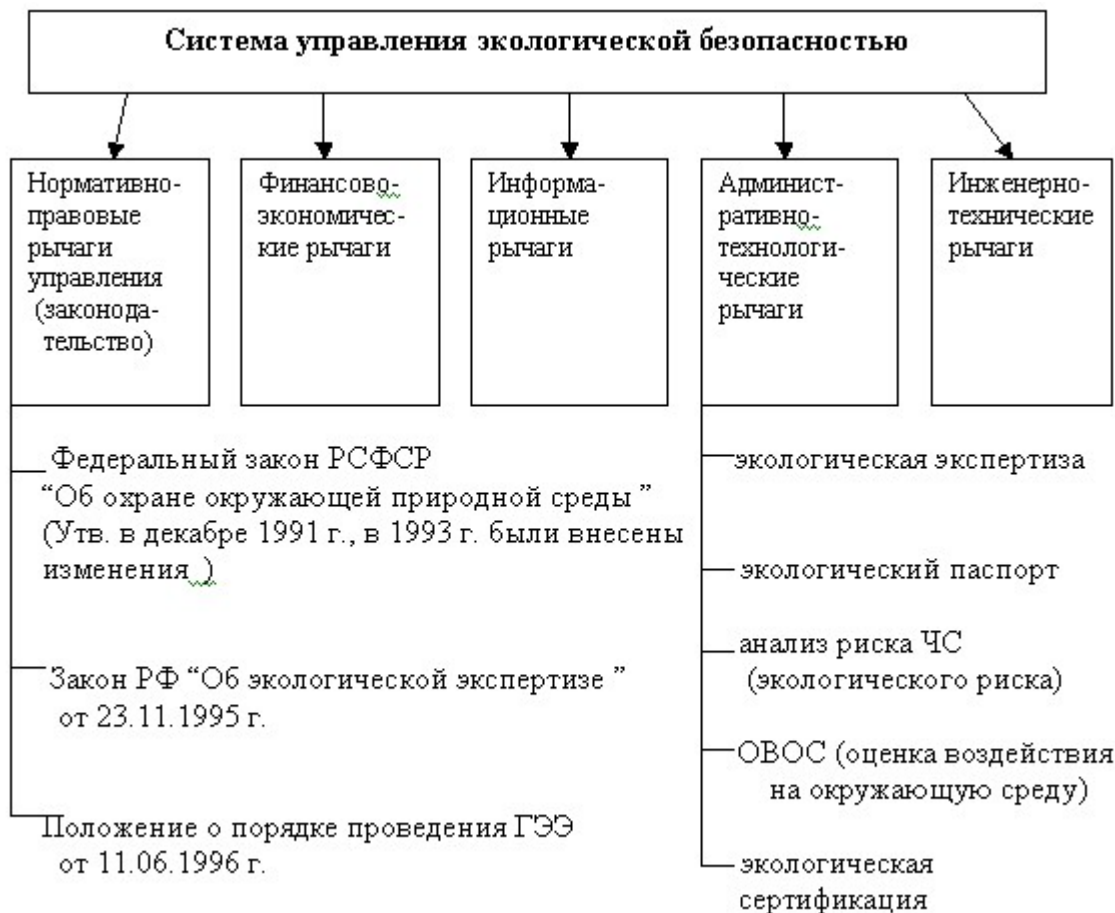 Система управления экологической безопасностью
Нормативно-
правовые
рычаги
управления
(законода-
тельство)
Финансово-
экономичес-
кие рычаги
Информа-
ционные
рычаги
Админист-
ративно-
технологи-
ческие
рычаги
Инженерно-
технические
рычаги
Федеральный закон РСФСР
“Об охране окружающей природной среды ”
(Утв. в декабре 1991 г., в 1993 г. были внесены
изменения )
Закон РФ “Об экологической экспертизе ”
от 23.11.1995 г.
Положение о порядке проведения ГЭЭ
от 11.06.1996 г.
экологическая экспертиза
экологический паспорт
анализ риска ЧС
(экологического риска)
ОВОС (оценка воздействия
на окружающую среду)
экологическая
сертификация